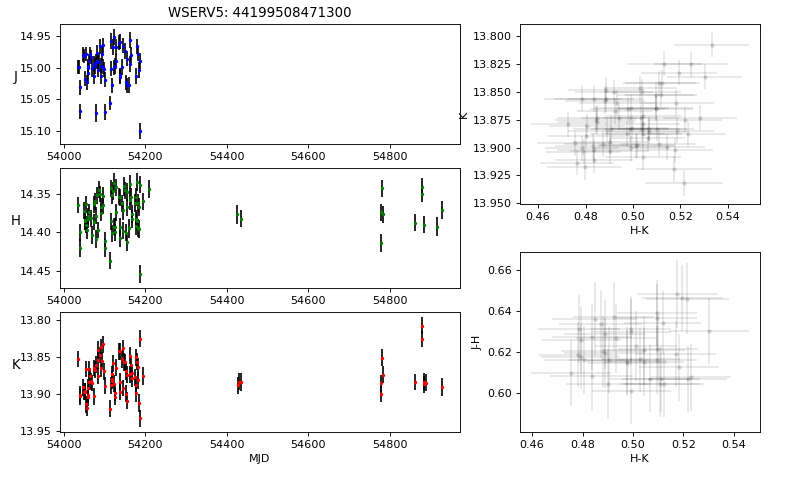 WSERV5: 44199508471300
14.95
15.00
15.05
15.10
J
54000 54200 54400 54600 54800
14.35
14.40
14.45
H
54000 54200 54400 54600 54800
13.80
13.85
13.90
13.95
K
54000 54200 54400 54600 54800
MJD
13.800
13.825
13.850
13.875
13.900
13.925
13.950
K
0.46 0.48 0.50 0.52 0.54
H-K
0.66
0.64
0.62
0.60
J-H
0.46 0.48 0.50 0.52 0.54
H-K